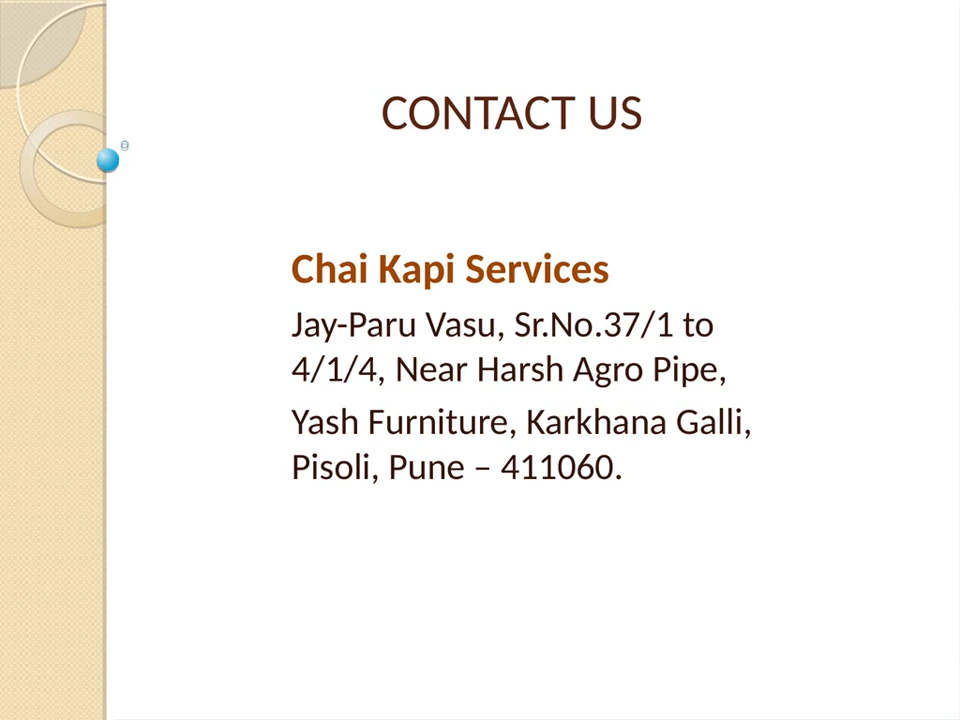 CONTACT US
Chai Kapi Services
Jay-Paru Vasu, Sr.No.37/1 to
4/1/4, Near Harsh Agro Pipe,
Yash Furniture, Karkhana Galli,
Pisoli, Pune – 411060.